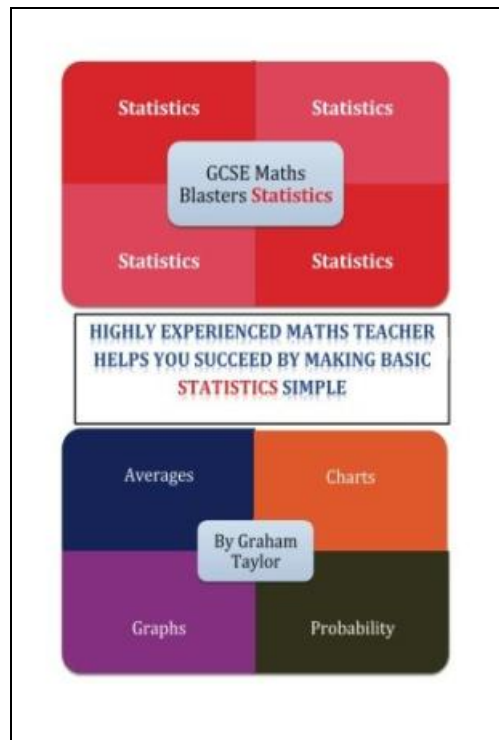 Statistics
Statistics
GCSE Maths
Blasters Statistics
Statistics
Statistics
HIGHLY EXPERIENCED MATHS TEACHER
HELPS YOU SUCCEED BY MAKING BASIC
STATISTICS SIMPLE
Averages
Charts
By Graham
Taylor
Graphs
Probability